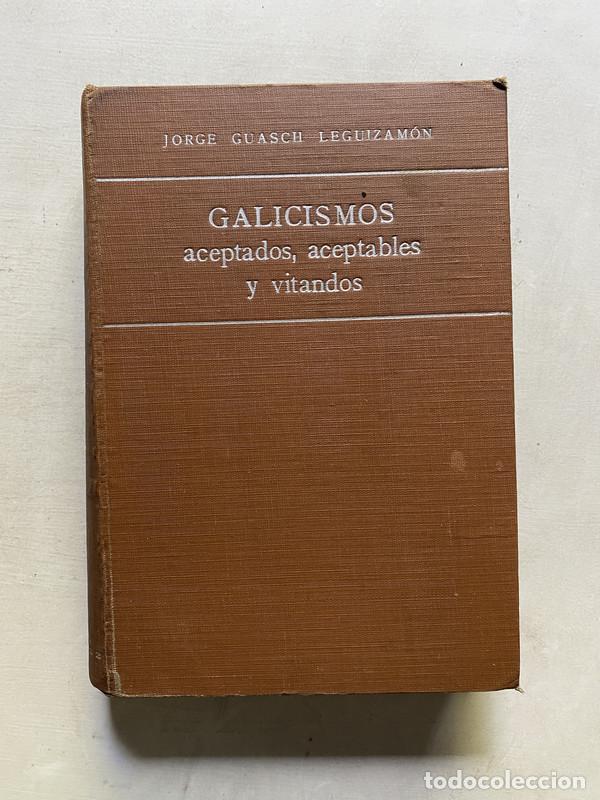 JORGE GUASCH LEGUIZAMÓN
GALICISMOS
aceptados, aceptables
y vitandos
todocoleccion